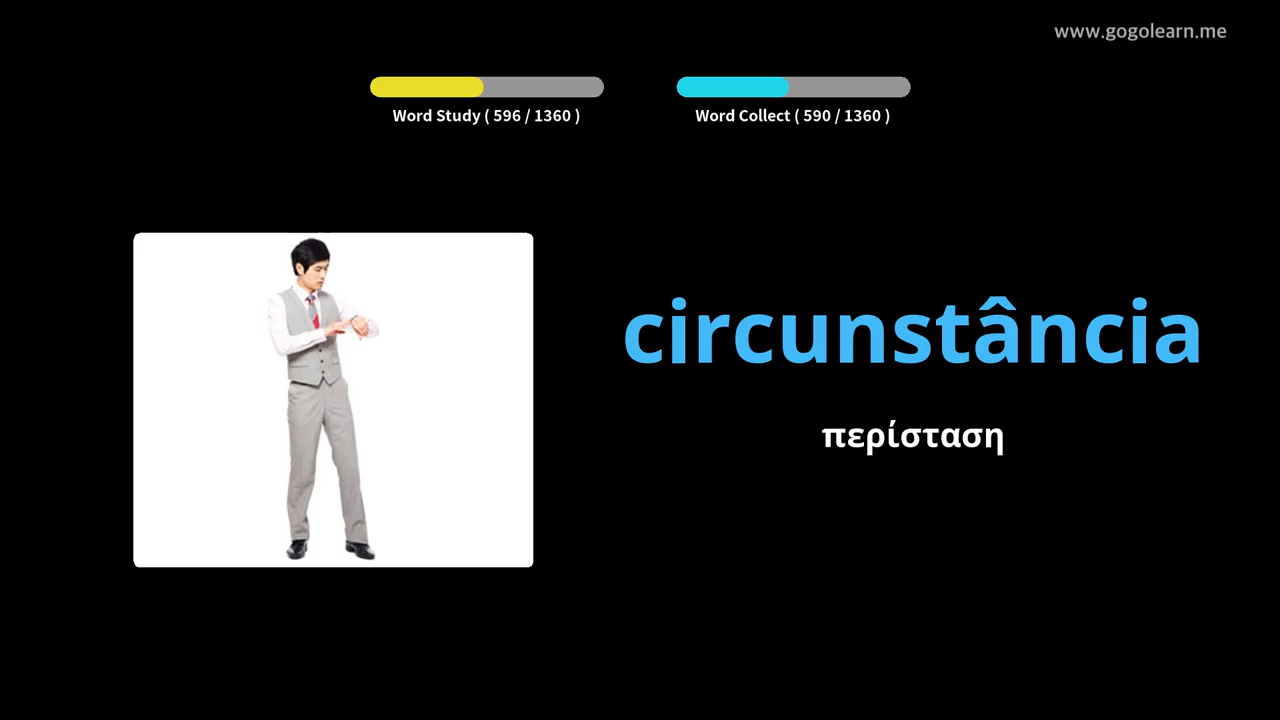 www.gogolearn.me
Word Study ( 596 / 1360 )
Word Collect ( 590 / 1360 )
circunstância
περίσταση